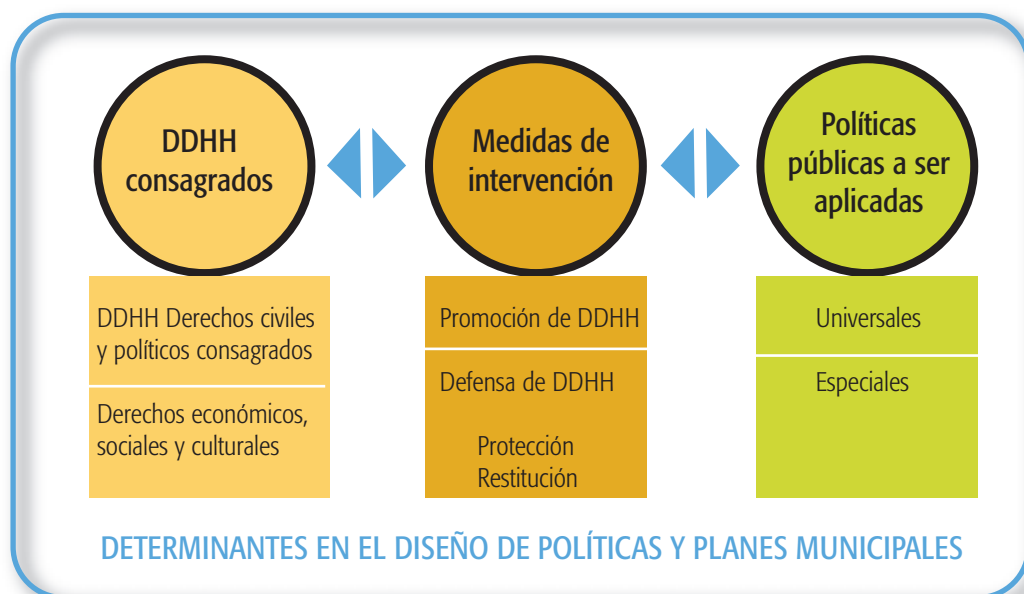 DDHH
consagrados
Medidas de
intervención
Políticas
públicas a ser
aplicadas
DDHH Derechos civiles
y políticos consagrados
Derechos económicos,
sociales y culturales
Promoción de DDHH
Defensa de DDHH
Protección
Restitución
Universales
Especiales
DETERMINANTES EN EL DISEÑO DE POLÍTICAS Y PLANES MUNICIPALES